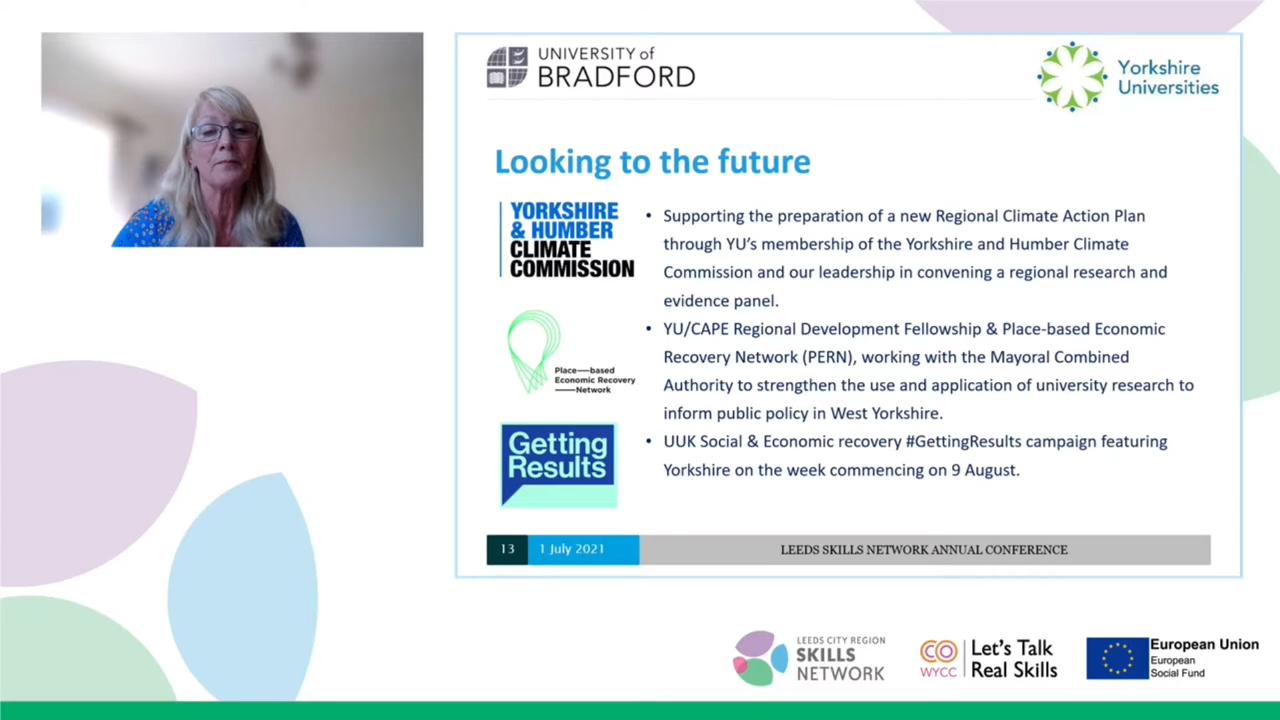 UNIVERSITY of
BRADFORD
Yorkshire
Universities
Looking to the future
YORKSHIRE
& HUMBER
CLIMATE
COMMISSION
• Supporting the preparation of a new Regional Climate Action Plan
through YU's membership of the Yorkshire and Humber Climate
Commission and our leadership in convening a regional research and
evidence panel.
Place—based
Economic Recovery
——Network
• YU/CAPE Regional Development Fellowship & Place-based Economic
Recovery Network (PERN), working with the Mayoral Combined
Authority to strengthen the use and application of university research to
inform public policy in West Yorkshire.
Getting
Results
• UUK Social & Economic recovery #GettingResults campaign featuring
Yorkshire on the week commencing on 9 August.
13
1 July 2021
LEEDS SKILLS NETWORK ANNUAL CONFERENCE
LEEDS CITY REGION
SKILLS
NETWORK
CO
WYCC
Let's Talk
Real Skills
European Union
European
Social Fund